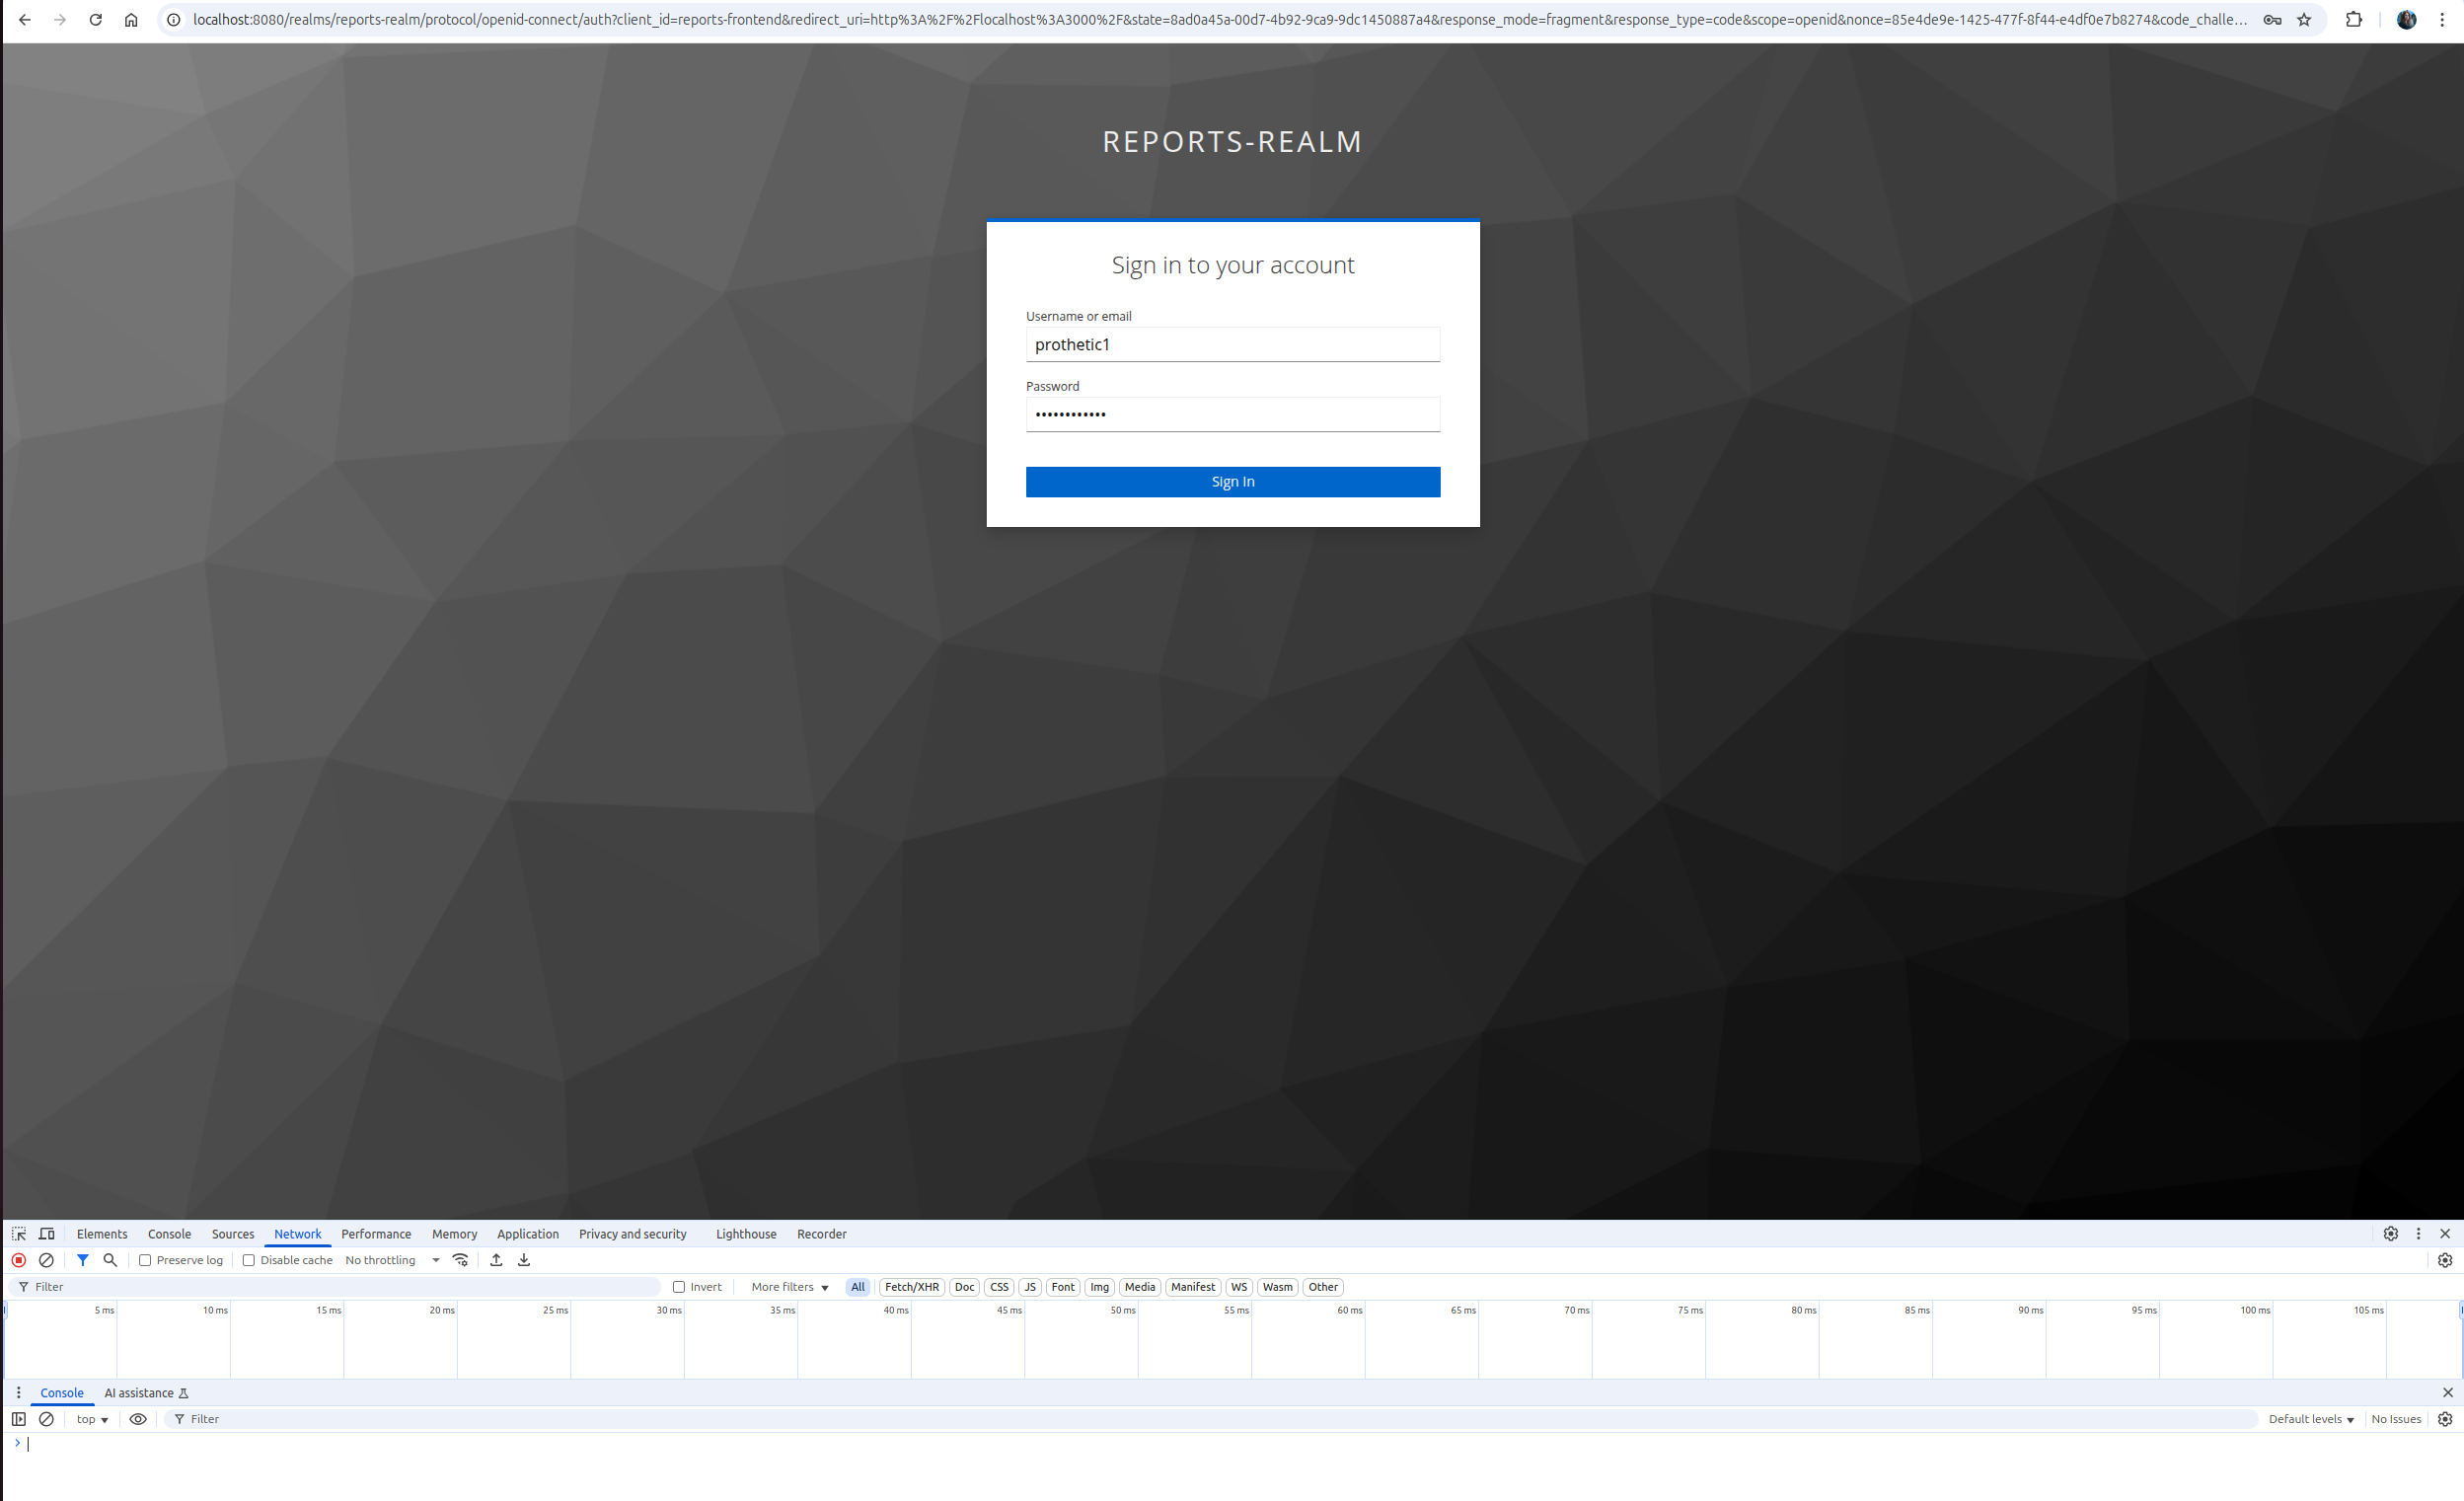 localhost:8080/realms/reports-realm/protocol/openid-connect/auth?client_id=reports-frontend&redirect_uri=http%3A%2F%2Flocalhost%3A3000%2F&state=8ad0a45a-00d7-4b92-9ca9-9dc1450887a4&response_mode=fragment&response_type=code&scope=openid&nonce=85e4de9e-1425-477f-8f44-e4df0e7b8274&code_challe...
REPORTS-REALM
Sign in to your account
Username or email
prothetic1
Password
••••••••••••
Sign In
Elements Console Sources Network Performance Memory Application Privacy and security Lighthouse Recorder
Preserve log Disable cache No throttling
Filter Invert More filters All Fetch/XHR Doc CSS JS Font Img Media Manifest WS Wasm Other
5 ms 10 ms 15 ms 20 ms 25 ms 30 ms 35 ms 40 ms 45 ms 50 ms 55 ms 60 ms 65 ms 70 ms 75 ms 80 ms 85 ms 90 ms 95 ms 100 ms 105 ms
Console AI assistance
top Filter Default levels No Issues